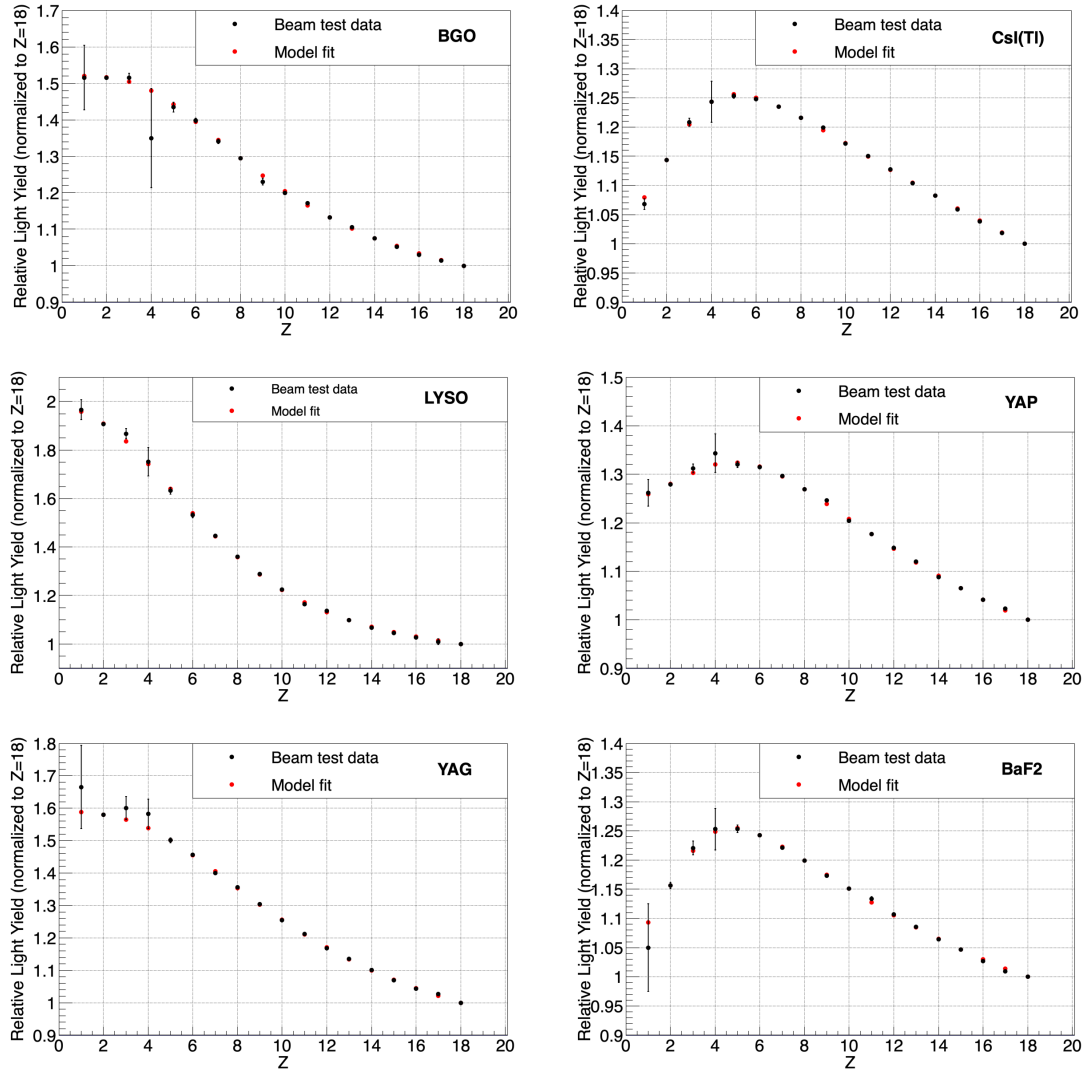 Relative Light Yield (normalized to Z=18)
1.7
1.6
1.5
1.4
1.3
1.2
1.1
1
0.9
Beam test data
Model fit
BGO
0 2 4 6 8 10 12 14 16 18 20
Z
Relative Light Yield (normalized to Z=18)
1.4
1.35
1.3
1.25
1.2
1.15
1.1
1.05
1
0.95
0.9
Beam test data
Model fit
CsI(Tl)
0 2 4 6 8 10 12 14 16 18 20
Z
Relative Light Yield (normalized to Z=18)
2
1.8
1.6
1.4
1.2
1
Beam test data
Model fit
LYSO
0 2 4 6 8 10 12 14 16 18 20
Z
Relative Light Yield (normalized to Z=18)
1.5
1.4
1.3
1.2
1.1
1
0.9
Beam test data
Model fit
YAP
0 2 4 6 8 10 12 14 16 18 20
Z
Relative Light Yield (normalized to Z=18)
1.8
1.7
1.6
1.5
1.4
1.3
1.2
1.1
1
0.9
Beam test data
Model fit
YAG
0 2 4 6 8 10 12 14 16 18 20
Z
Relative Light Yield (normalized to Z=18)
1.4
1.35
1.3
1.25
1.2
1.15
1.1
1.05
1
0.95
0.9
Beam test data
Model fit
BaF2
0 2 4 6 8 10 12 14 16 18 20
Z